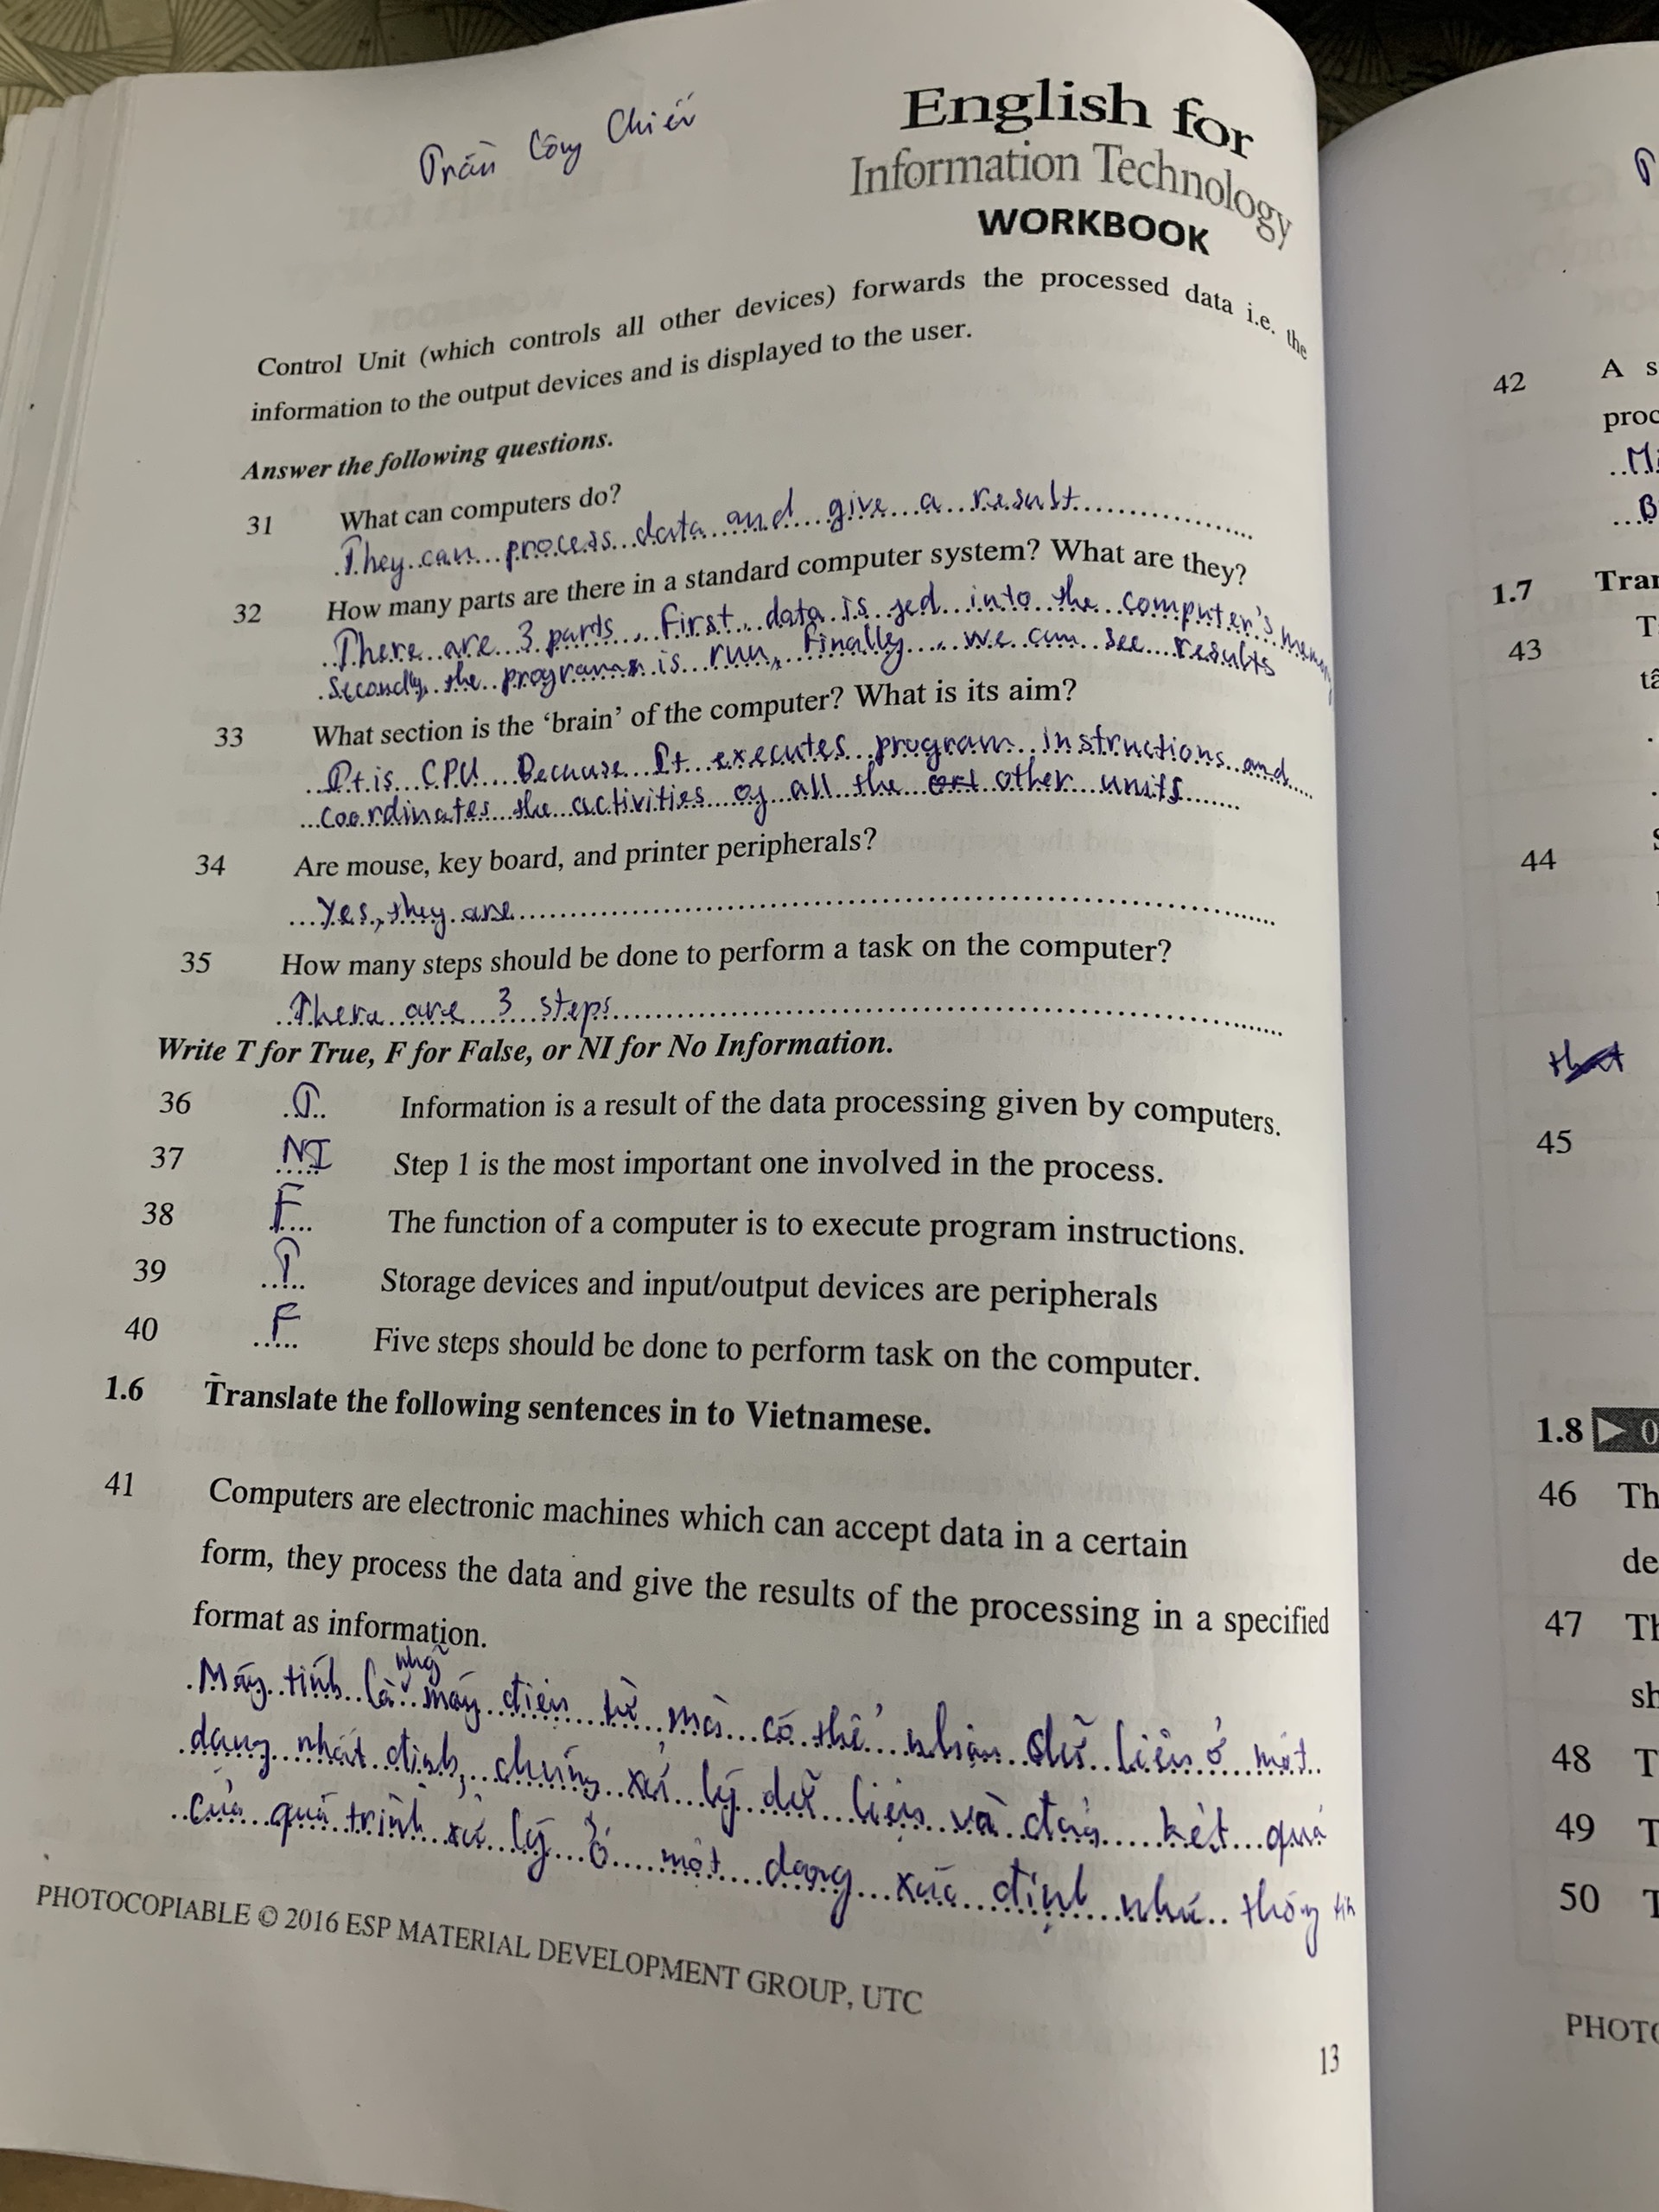 Trần Công Chiến
English for
Information Technology
WORKBOOK
Control Unit (which controls all other devices) forwards the processed data i.e. the
information to the output devices and is displayed to the user.
Answer the following questions.
31 What can computers do?
They can process data and give a result
32 How many parts are there in a standard computer system? What are they?
There are 3 parts, First, data is fed into the computer's memory
Secondly, the program is run, Finally, we can see results
33 What section is the ‘brain’ of the computer? What is its aim?
It is CPU Because It executes program instructions and
coordinates the activities of all the other units
34 Are mouse, key board, and printer peripherals?
Yes, they are
35 How many steps should be done to perform a task on the computer?
There are 3 steps
Write T for True, F for False, or NI for No Information.
36 T Information is a result of the data processing given by computers.
37 NI Step 1 is the most important one involved in the process.
38 F The function of a computer is to execute program instructions.
39 T Storage devices and input/output devices are peripherals
40 F Five steps should be done to perform task on the computer.
1.6 Translate the following sentences in to Vietnamese.
41 Computers are electronic machines which can accept data in a certain
form, they process the data and give the results of the processing in a specified
format as information.
Máy tính là máy điện tử mà có thể nhận dữ liệu ở một
dạng nhất định, chúng xử lý dữ liệu và đưa kết quả
của quá trình xử lý ở một dạng xác định như thông tin
PHOTOCOPIABLE © 2016 ESP MATERIAL DEVELOPMENT GROUP, UTC
13
42 A
proc
1.7 Tran
43
44
45
1.8 ▶ 0
46 Th
de
47 Th
sh
48 T
49 T
50 T
PHOTO